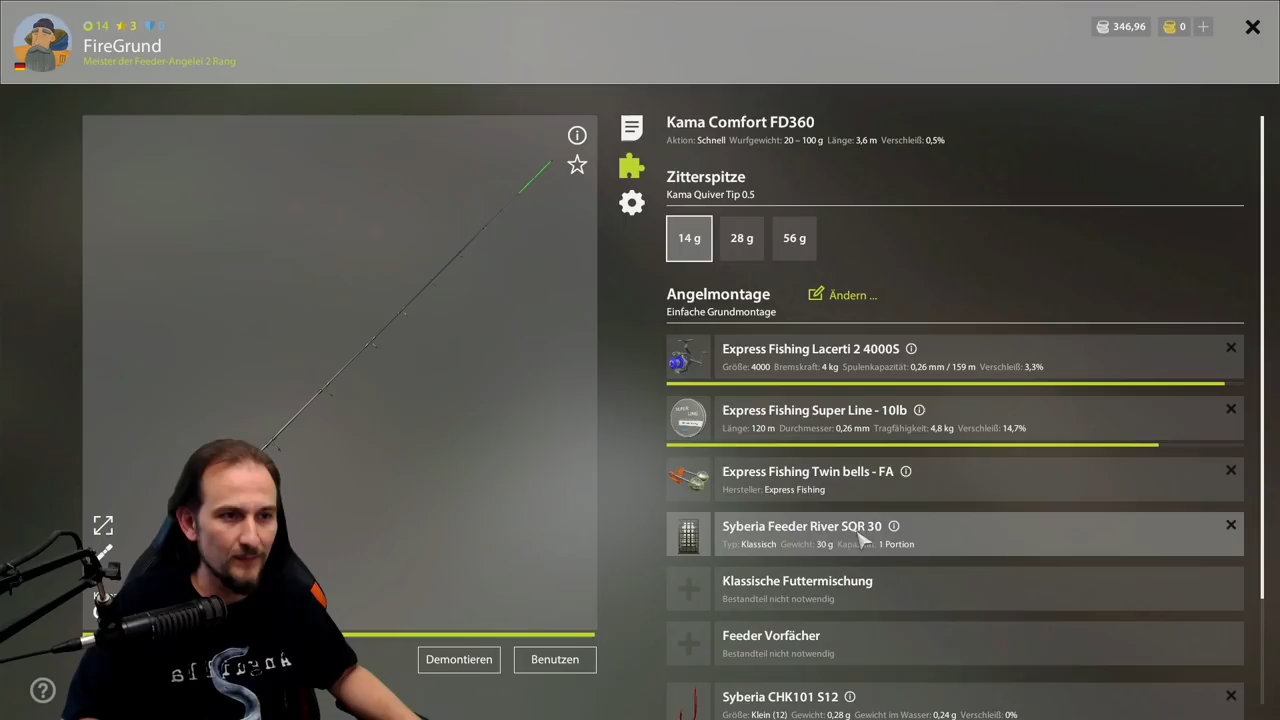 14 3 0
FireGrund
Meister der Feeder-Angelei 2 Rang
346,96 0
Kama Comfort FD360
Aktion: Schnell Wurfgewicht: 20 – 100 g Länge: 3,6 m Verschleiß: 0,5%
Zitterspitze
Kama Quiver Tip 0.5
14 g 28 g 56 g
Angelmontage Ändern ...
Einfache Grundmontage
Express Fishing Lacerti 2 4000S
Größe: 4000 Bremskraft: 4 kg Spulenkapazität: 0,26 mm / 159 m Verschleiß: 3,3%
Express Fishing Super Line - 10lb
Länge: 120 m Durchmesser: 0,26 mm Tragfähigkeit: 4,8 kg Verschleiß: 14,7%
Express Fishing Twin bells - FA
Hersteller: Express Fishing
Syberia Feeder River SQR 30
Typ: Klassisch Gewicht: 30 g 1 Portion
Klassische Futtermischung
Bestandteil nicht notwendig
Feeder Vorfächer
Bestandteil nicht notwendig
Syberia CHK101 S12
Größe: Klein (12) Gewicht: 0,28 g Gewicht im Wasser: 0,24 g Verschleiß: 0%
Demontieren Benutzen